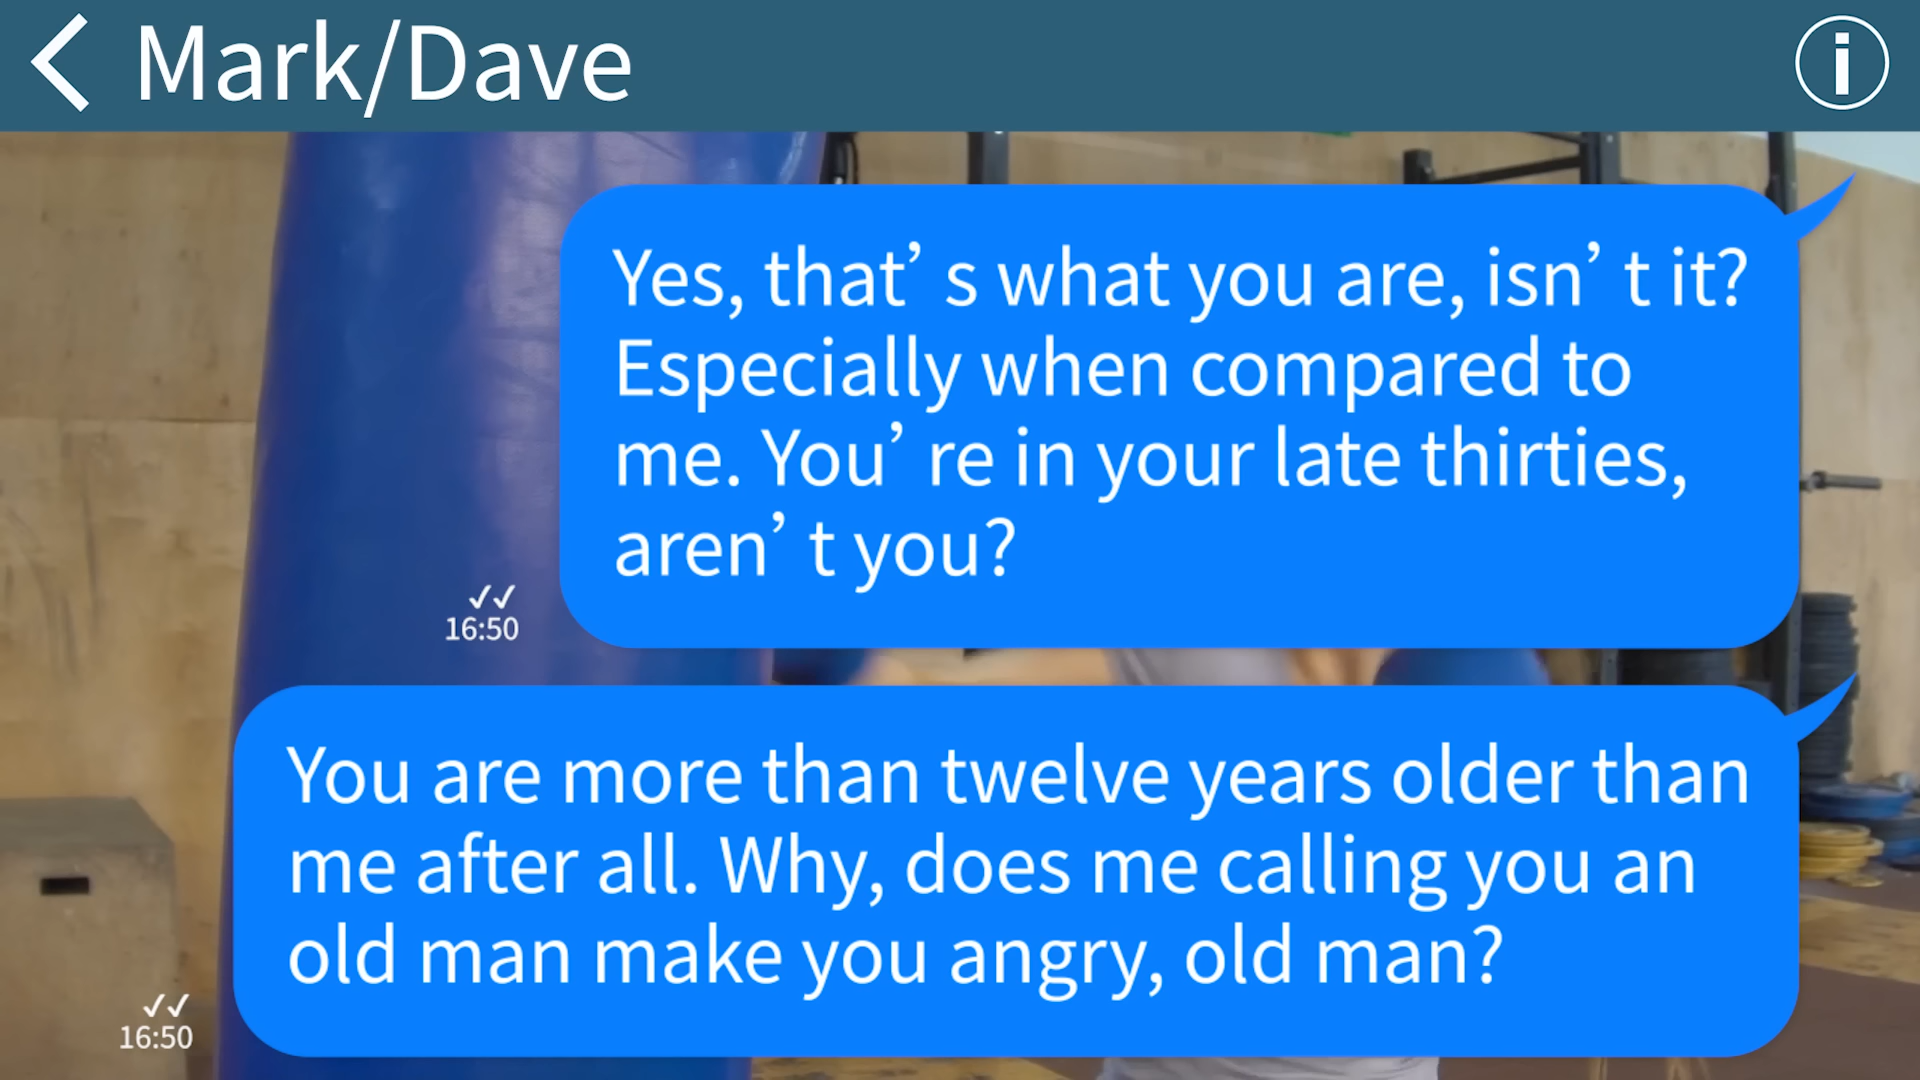 Mark/Dave
Yes, that’ s what you are, isn’ t it?
Especially when compared to
me. You’ re in your late thirties,
aren’ t you?
16:50
You are more than twelve years older than
me after all. Why, does me calling you an
old man make you angry, old man?
16:50